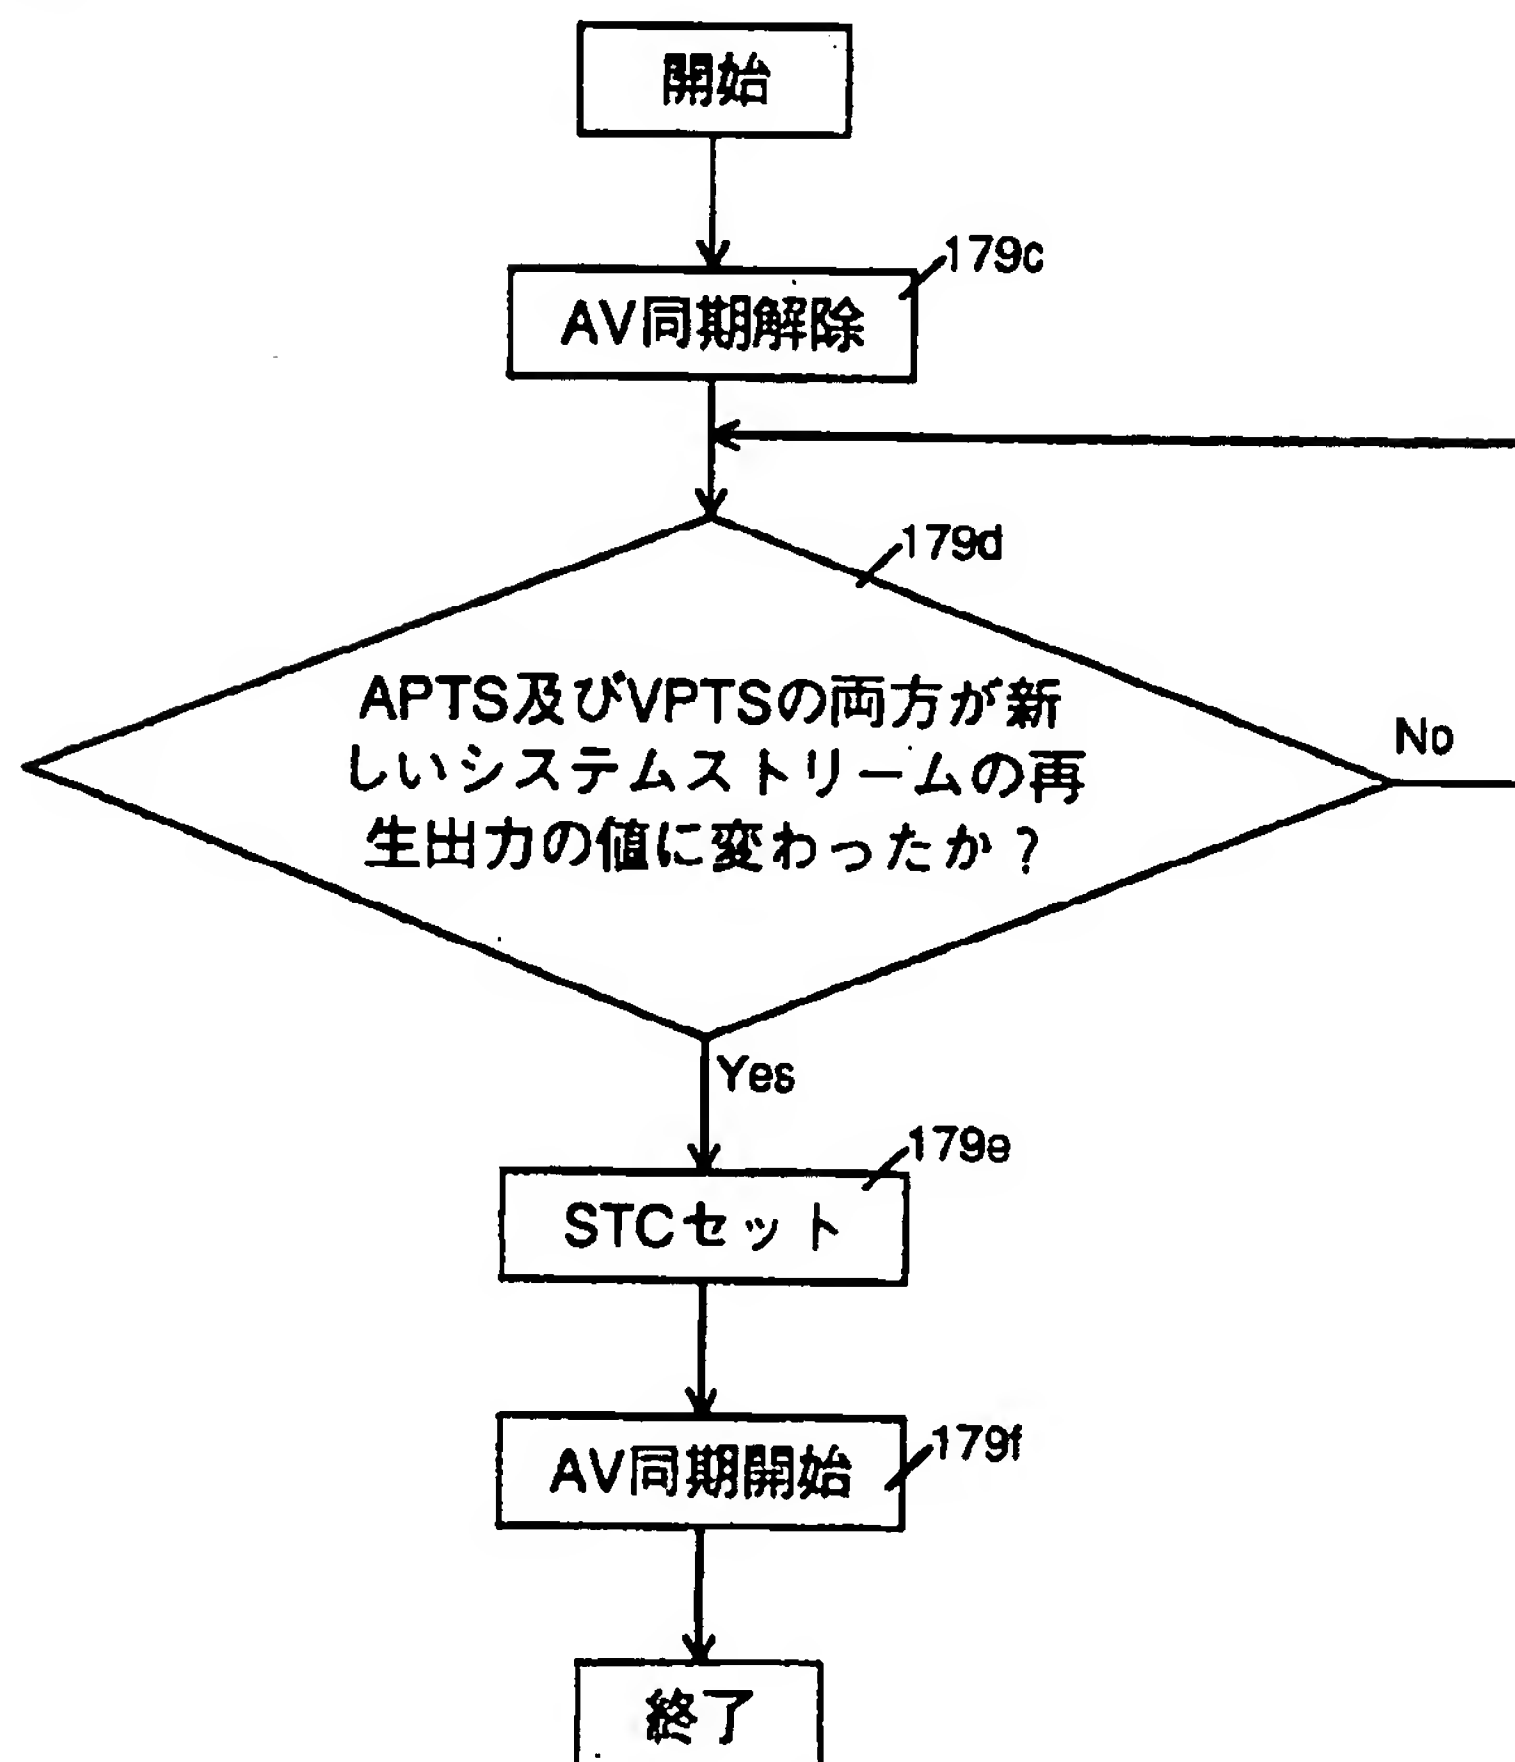 開始
179c
AV同期解除
179d
APTS及びVPTSの両方が新
しいシステムストリームの再
生出力の値に変わったか？
No
Yes
179e
STCセット
179f
AV同期開始
終了